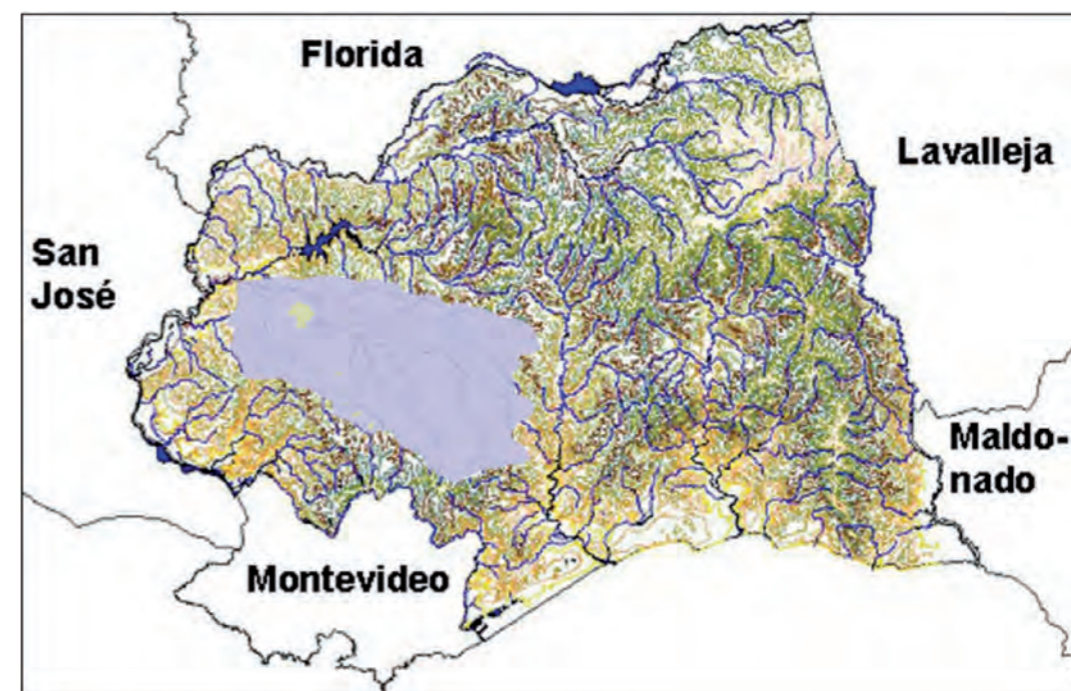 Florida
Lavalleja
San
José
Maldo-
nado
Montevideo